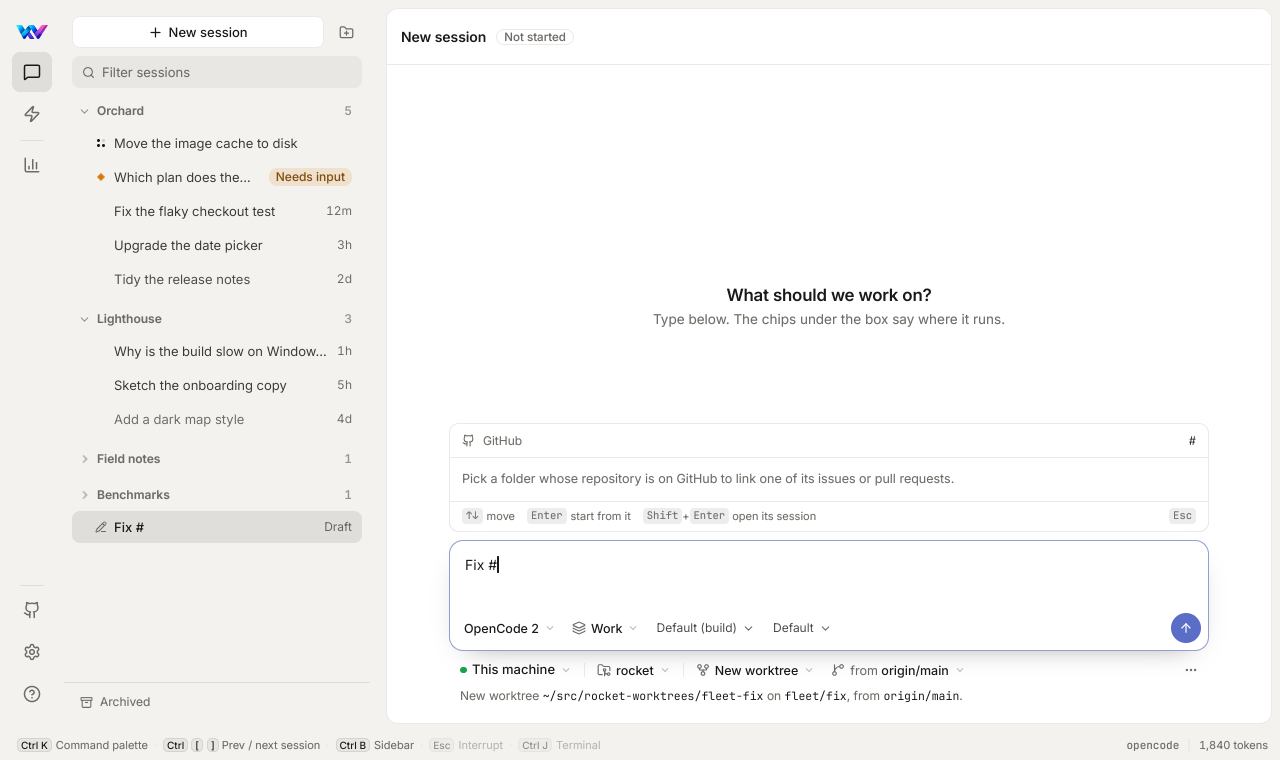 New session
Filter sessions
Orchard 5
Move the image cache to disk
Which plan does the... Needs input
Fix the flaky checkout test 12m
Upgrade the date picker 3h
Tidy the release notes 2d
Lighthouse 3
Why is the build slow on Window... 1h
Sketch the onboarding copy 5h
Add a dark map style 4d
Field notes 1
Benchmarks 1
Fix # Draft
Archived
New session Not started
What should we work on?
Type below. The chips under the box say where it runs.
GitHub #
Pick a folder whose repository is on GitHub to link one of its issues or pull requests.
↑↓ move Enter start from it Shift+Enter open its session Esc
Fix #
OpenCode 2 Work Default (build) Default
This machine rocket New worktree from origin/main ...
New worktree ~/src/rocket-worktrees/fleet-fix on fleet/fix, from origin/main.
Ctrl K Command palette · Ctrl [ ] Prev / next session · Ctrl B Sidebar · Esc Interrupt · Ctrl J Terminal opencode 1,840 tokens